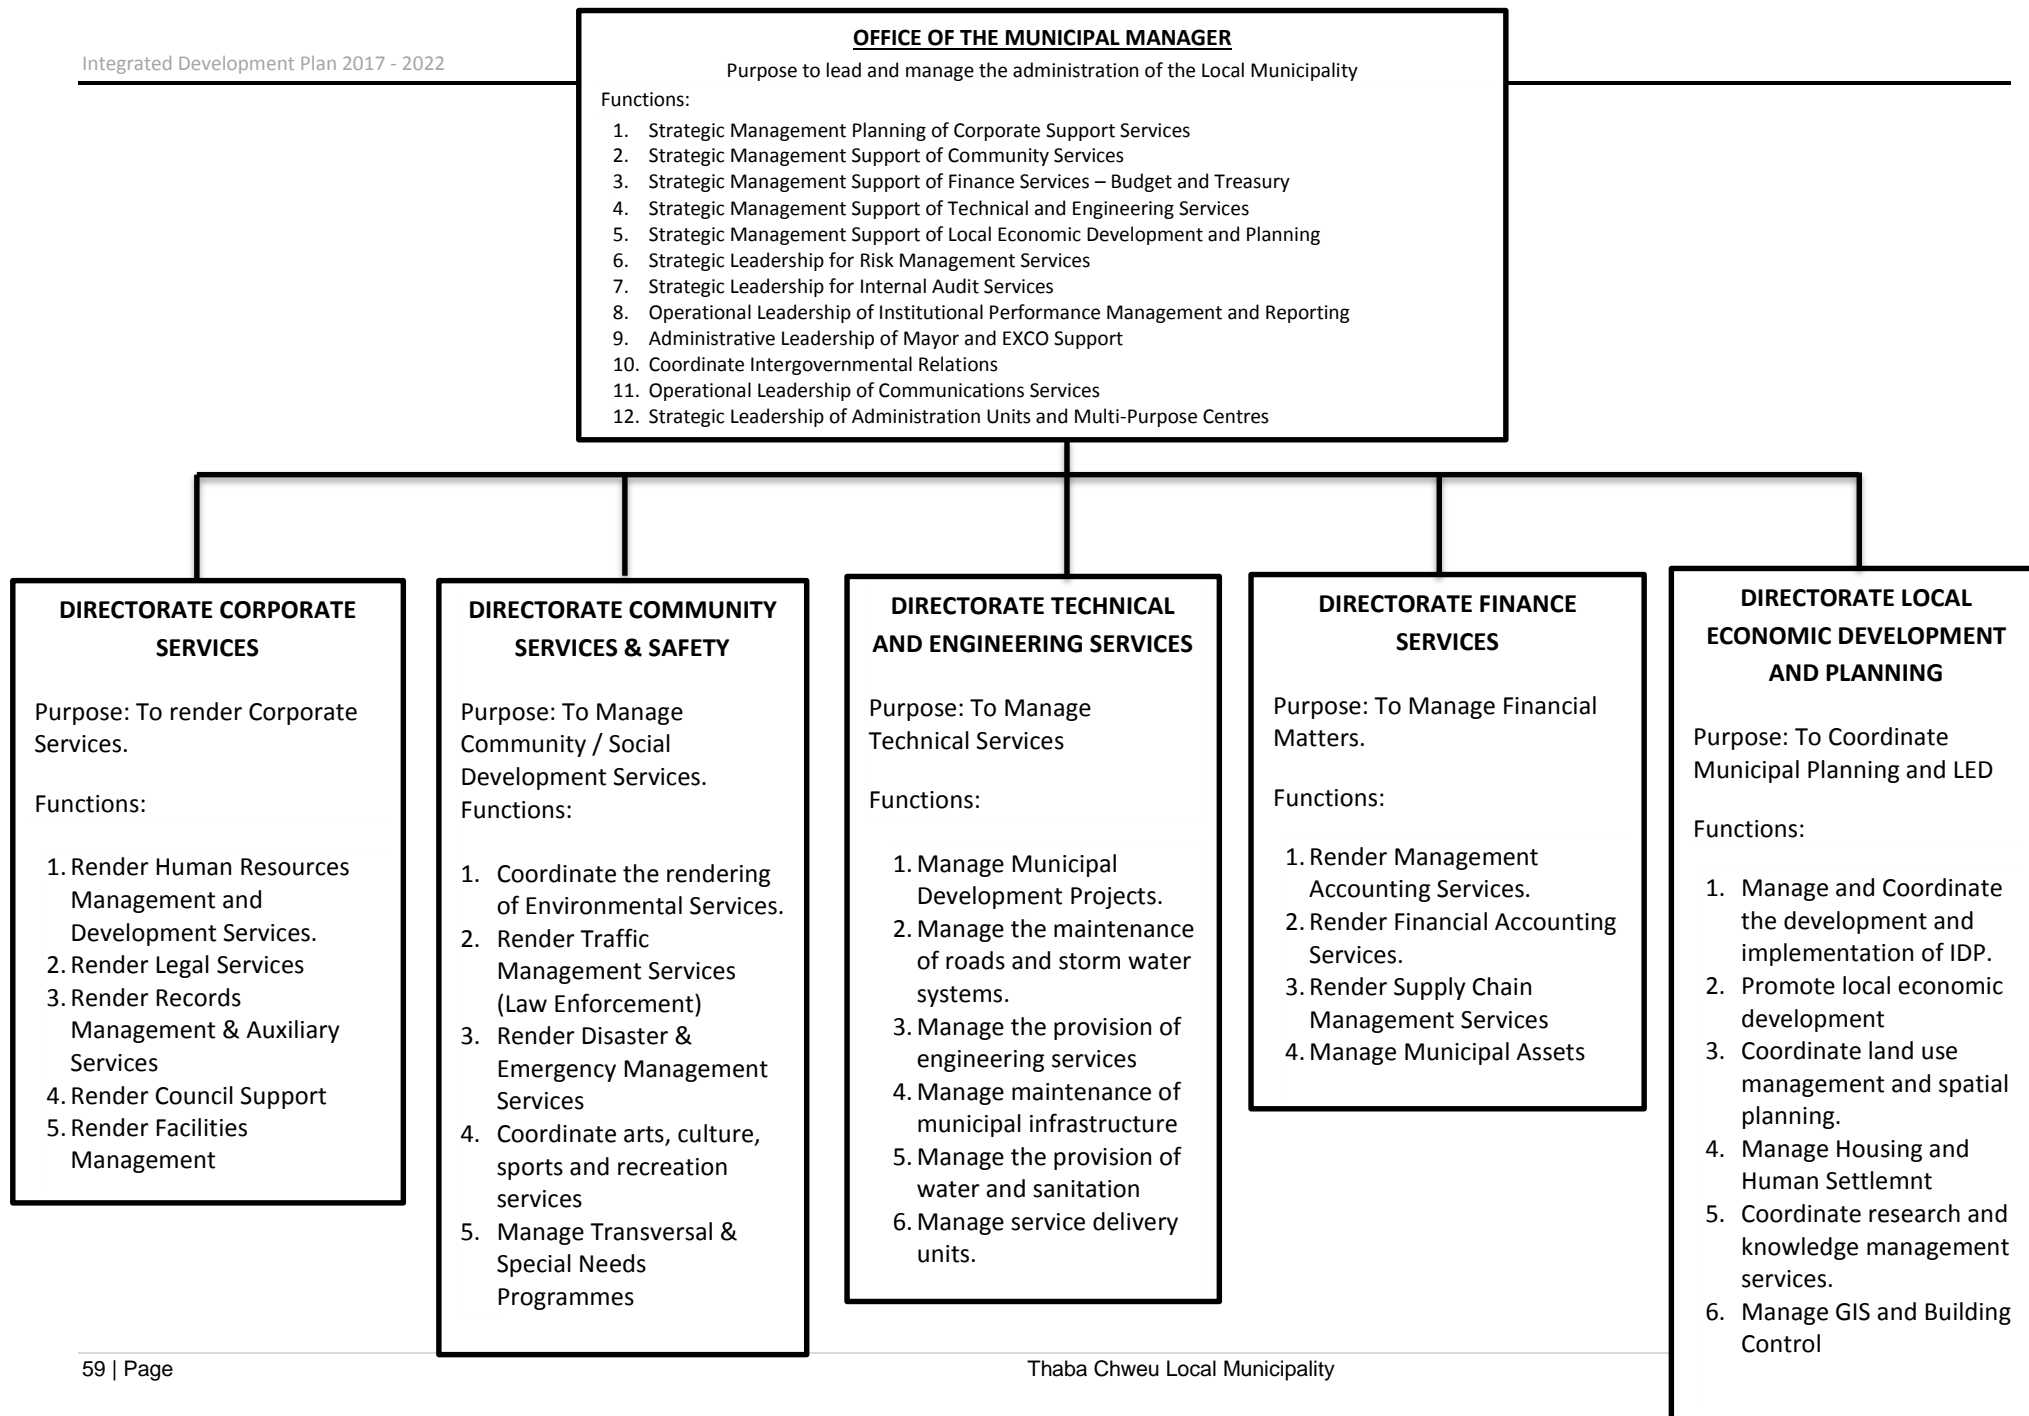 Integrated Development Plan 2017 - 2022
OFFICE OF THE MUNICIPAL MANAGER
Purpose to lead and manage the administration of the Local Municipality
Functions:
1. Strategic Management Planning of Corporate Support Services
2. Strategic Management Support of Community Services
3. Strategic Management Support of Finance Services – Budget and Treasury
4. Strategic Management Support of Technical and Engineering Services
5. Strategic Management Support of Local Economic Development and Planning
6. Strategic Leadership for Risk Management Services
7. Strategic Leadership for Internal Audit Services
8. Operational Leadership of Institutional Performance Management and Reporting
9. Administrative Leadership of Mayor and EXCO Support
10. Coordinate Intergovernmental Relations
11. Operational Leadership of Communications Services
12. Strategic Leadership of Administration Units and Multi-Purpose Centres
DIRECTORATE CORPORATE
SERVICES
Purpose: To render Corporate
Services.
Functions:
1. Render Human Resources
Management and
Development Services.
2. Render Legal Services
3. Render Records
Management & Auxiliary
Services
4. Render Council Support
5. Render Facilities
Management
DIRECTORATE COMMUNITY
SERVICES & SAFETY
Purpose: To Manage
Community / Social
Development Services.
Functions:
1. Coordinate the rendering
of Environmental Services.
2. Render Traffic
Management Services
(Law Enforcement)
3. Render Disaster &
Emergency Management
Services
4. Coordinate arts, culture,
sports and recreation
services
5. Manage Transversal &
Special Needs
Programmes
DIRECTORATE TECHNICAL
AND ENGINEERING SERVICES
Purpose: To Manage
Technical Services
Functions:
1. Manage Municipal
Development Projects.
2. Manage the maintenance
of roads and storm water
systems.
3. Manage the provision of
engineering services
4. Manage maintenance of
municipal infrastructure
5. Manage the provision of
water and sanitation
6. Manage service delivery
units.
DIRECTORATE FINANCE
SERVICES
Purpose: To Manage Financial
Matters.
Functions:
1. Render Management
Accounting Services.
2. Render Financial Accounting
Services.
3. Render Supply Chain
Management Services
4. Manage Municipal Assets
DIRECTORATE LOCAL
ECONOMIC DEVELOPMENT
AND PLANNING
Purpose: To Coordinate
Municipal Planning and LED
Functions:
1. Manage and Coordinate
the development and
implementation of IDP.
2. Promote local economic
development
3. Coordinate land use
management and spatial
planning.
4. Manage Housing and
Human Settlemnt
5. Coordinate research and
knowledge management
services.
6. Manage GIS and Building
Control
59 | Page
Thaba Chweu Local Municipality